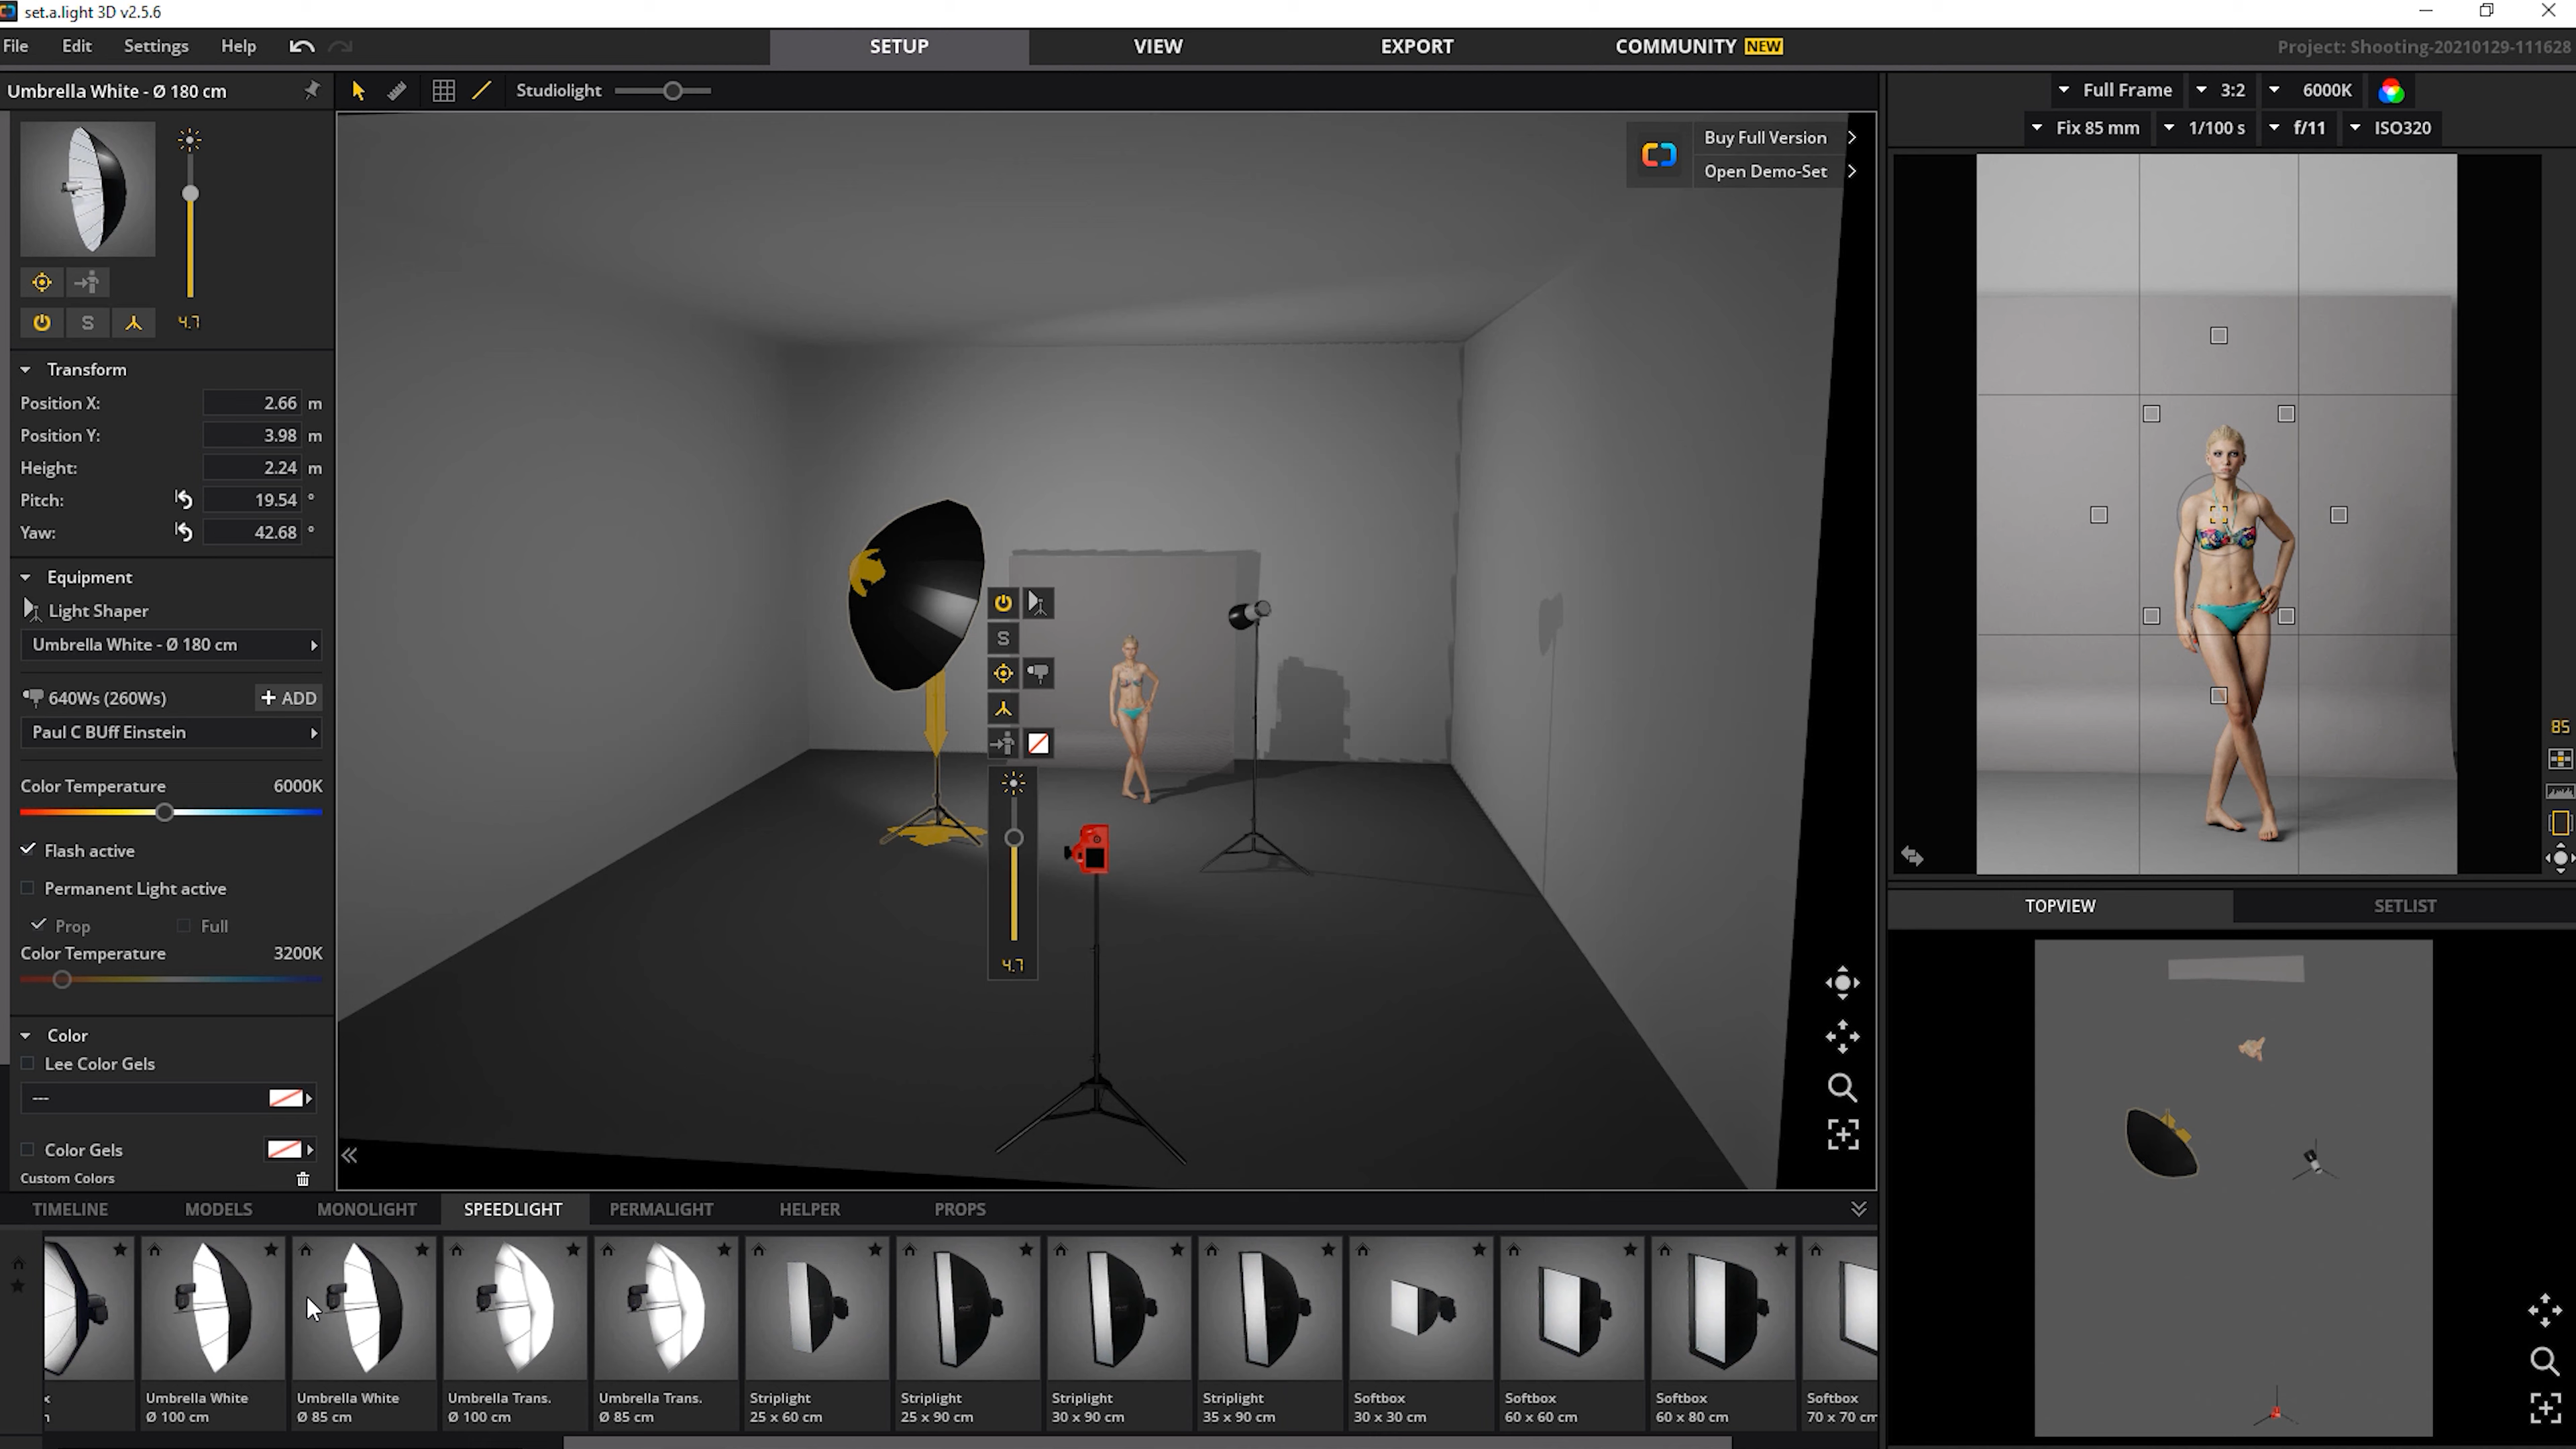 set.a.light 3D v2.5.6
File Edit Settings Help SETUP VIEW EXPORT COMMUNITY NEW Project: Shooting-20210129-111628
Umbrella White - Ø 180 cm
Studiolight
4.7
Transform
Position X: 2.66 m
Position Y: 3.98 m
Height: 2.24 m
Pitch: 19.54 °
Yaw: 42.68 °
Equipment
Light Shaper
Umbrella White - Ø 180 cm
640Ws (260Ws) + ADD
Paul C BUff Einstein
Color Temperature 6000K
Flash active
Permanent Light active
Prop Full
Color Temperature 3200K
Color
Lee Color Gels
---
Color Gels
Custom Colors
Buy Full Version
Open Demo-Set
S
S
4.7
Full Frame 3:2 6000K
Fix 85 mm 1/100 s f/11 ISO320
85
TOPVIEW SETLIST
TIMELINE MODELS MONOLIGHT SPEEDLIGHT PERMALIGHT HELPER PROPS
Umbrella White
Ø 100 cm
Umbrella White
Ø 85 cm
Umbrella Trans.
Ø 100 cm
Umbrella Trans.
Ø 85 cm
Striplight
25 x 60 cm
Striplight
25 x 90 cm
Striplight
30 x 90 cm
Striplight
35 x 90 cm
Softbox
30 x 30 cm
Softbox
60 x 60 cm
Softbox
60 x 80 cm
Softbox
70 x 70 cm